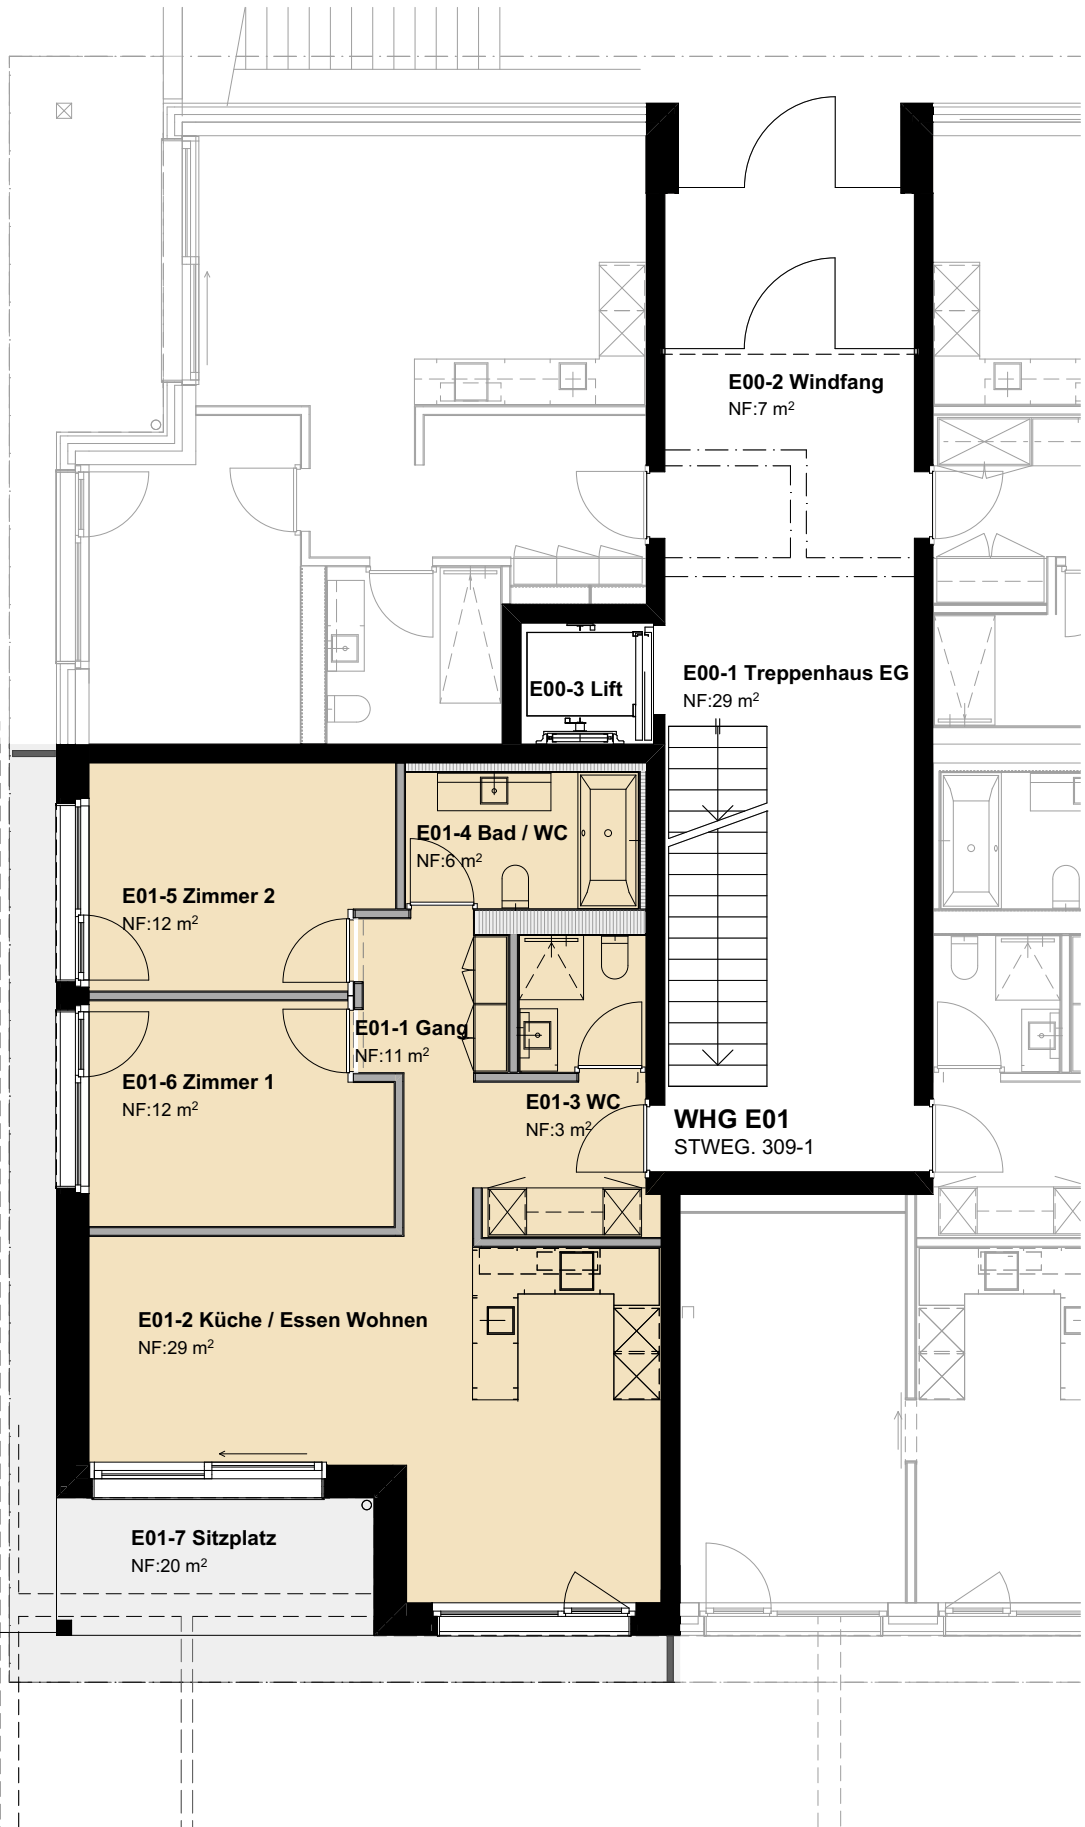 E00-2 Windfang
NF:7 m²
E00-1 Treppenhaus EG
NF:29 m²
E00-3 Lift
E01-4 Bad / WC
NF:6 m²
E01-5 Zimmer 2
NF:12 m²
E01-1 Gang
NF:11 m²
E01-6 Zimmer 1
NF:12 m²
E01-3 WC
NF:3 m²
WHG E01
STWEG. 309-1
E01-2 Küche / Essen Wohnen
NF:29 m²
E01-7 Sitzplatz
NF:20 m²